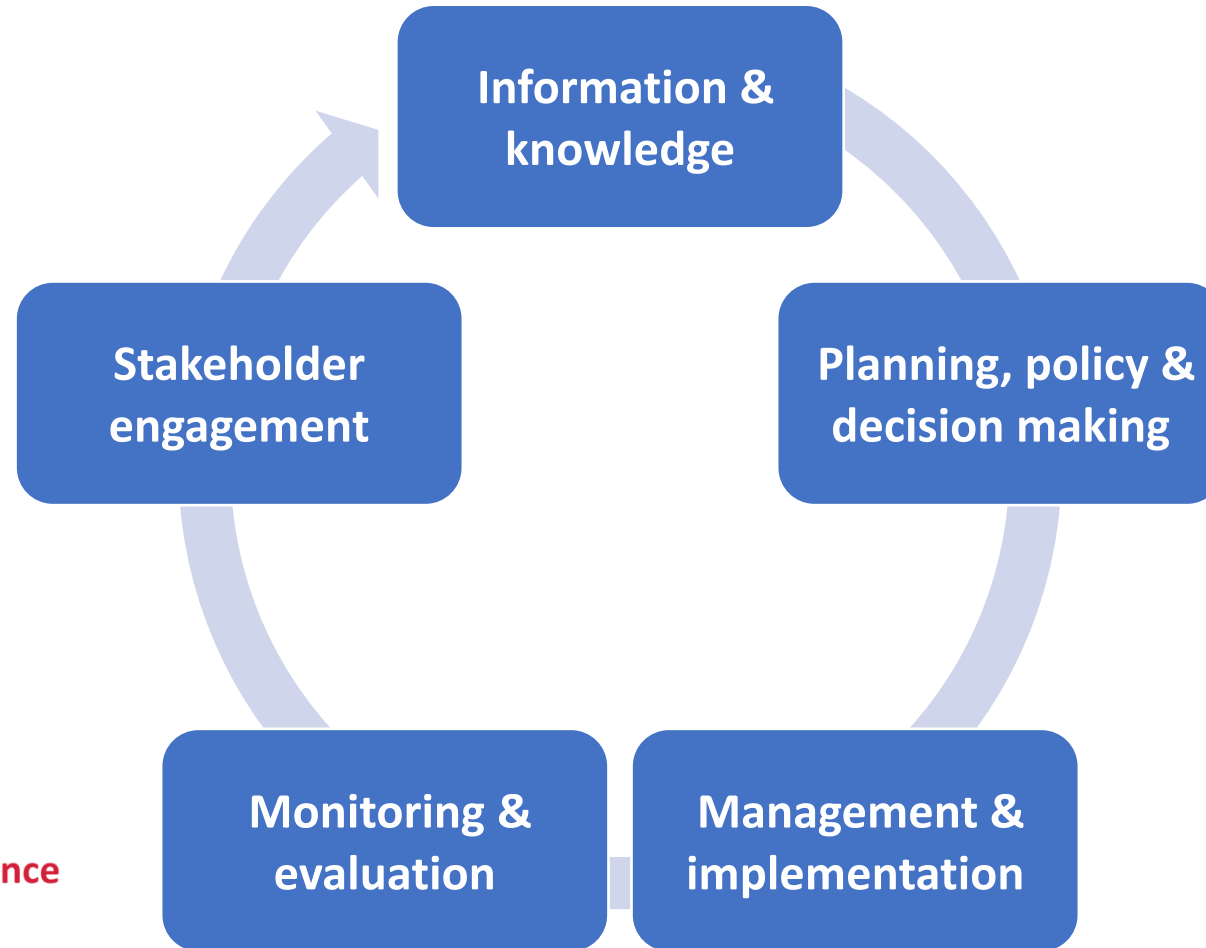 Information &
knowledge
Planning, policy &
decision making
Management &
implementation
Monitoring &
evaluation
Stakeholder
engagement
nce